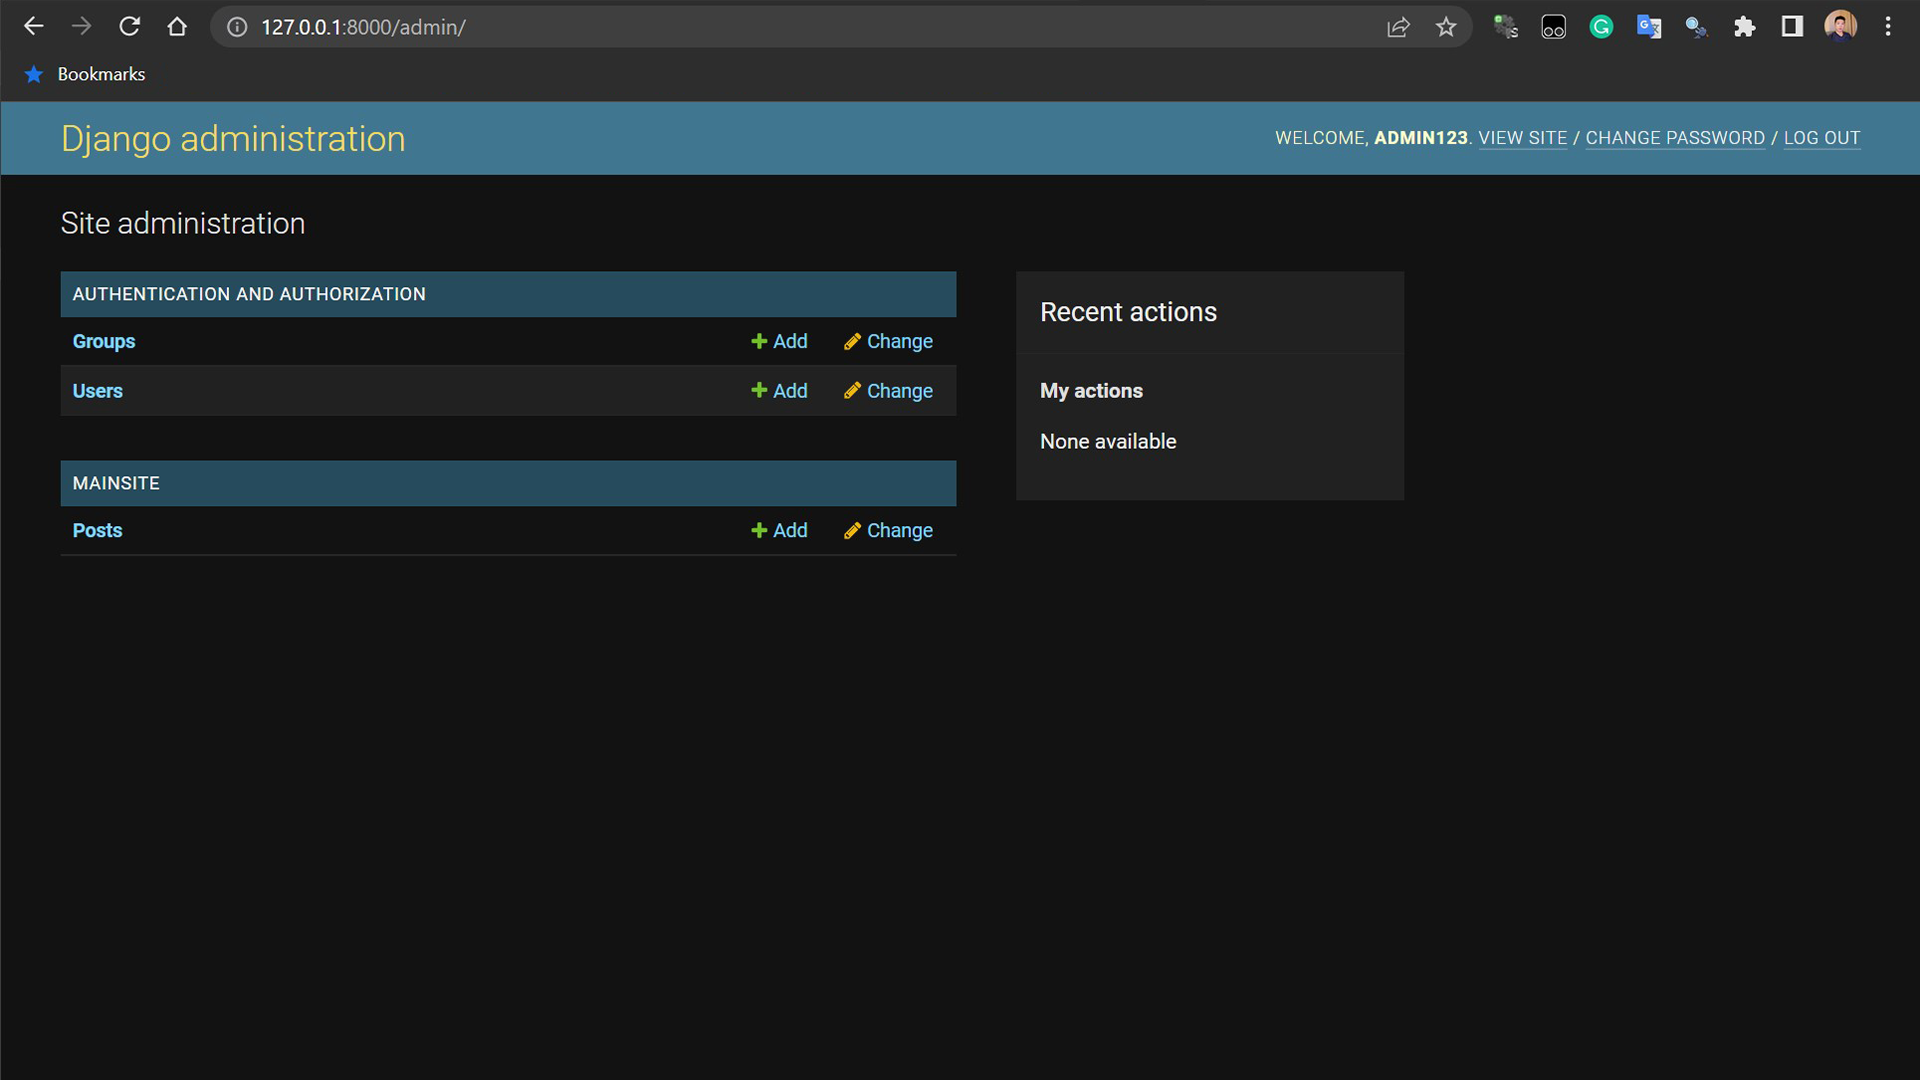 127.0.0.1:8000/admin/
Bookmarks
Django administration
WELCOME, ADMIN123. VIEW SITE / CHANGE PASSWORD / LOG OUT
Site administration
AUTHENTICATION AND AUTHORIZATION
Groups Add Change
Users Add Change
MAINSITE
Posts Add Change
Recent actions
My actions
None available